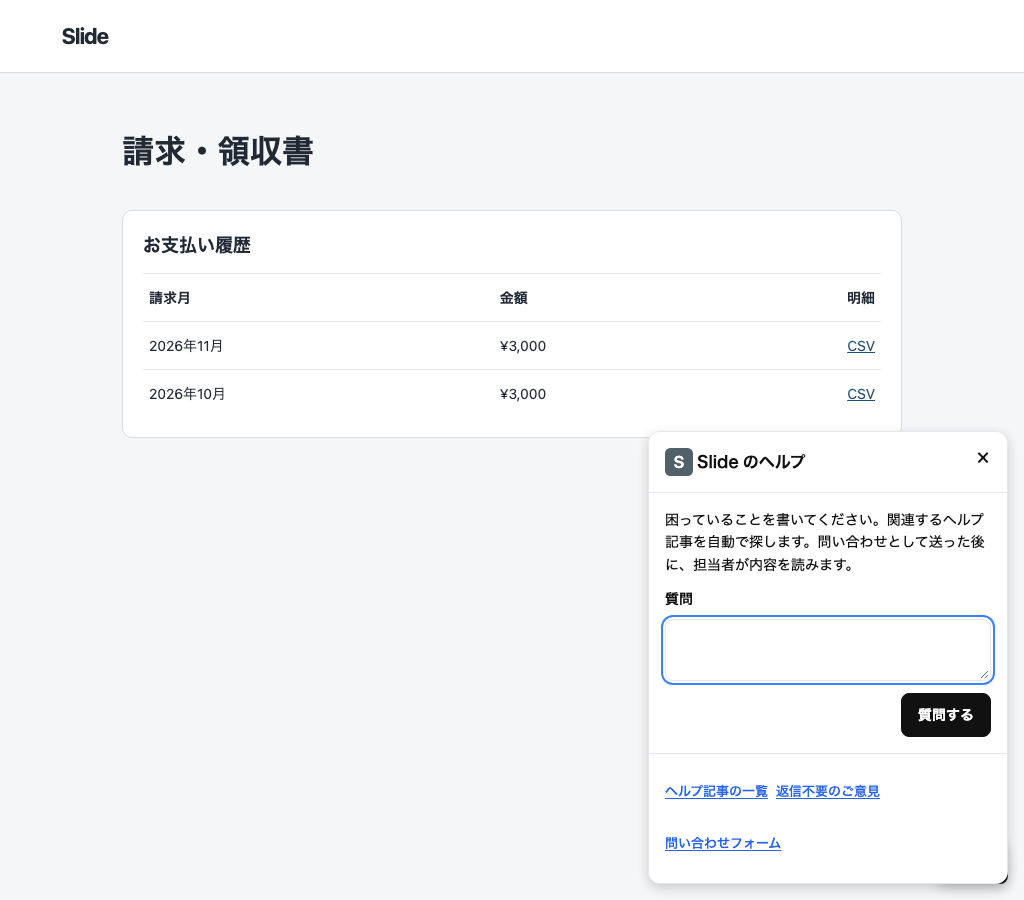 Slide
請求・領収書
お支払い履歴
請求月 金額 明細
2026年11月 ¥3,000 CSV
2026年10月 ¥3,000 CSV
S Slide のヘルプ ×
困っていることを書いてください。関連するヘルプ
記事を自動で探します。問い合わせとして送った後
に、担当者が内容を読みます。
質問
質問する
ヘルプ記事の一覧 返信不要のご意見
問い合わせフォーム